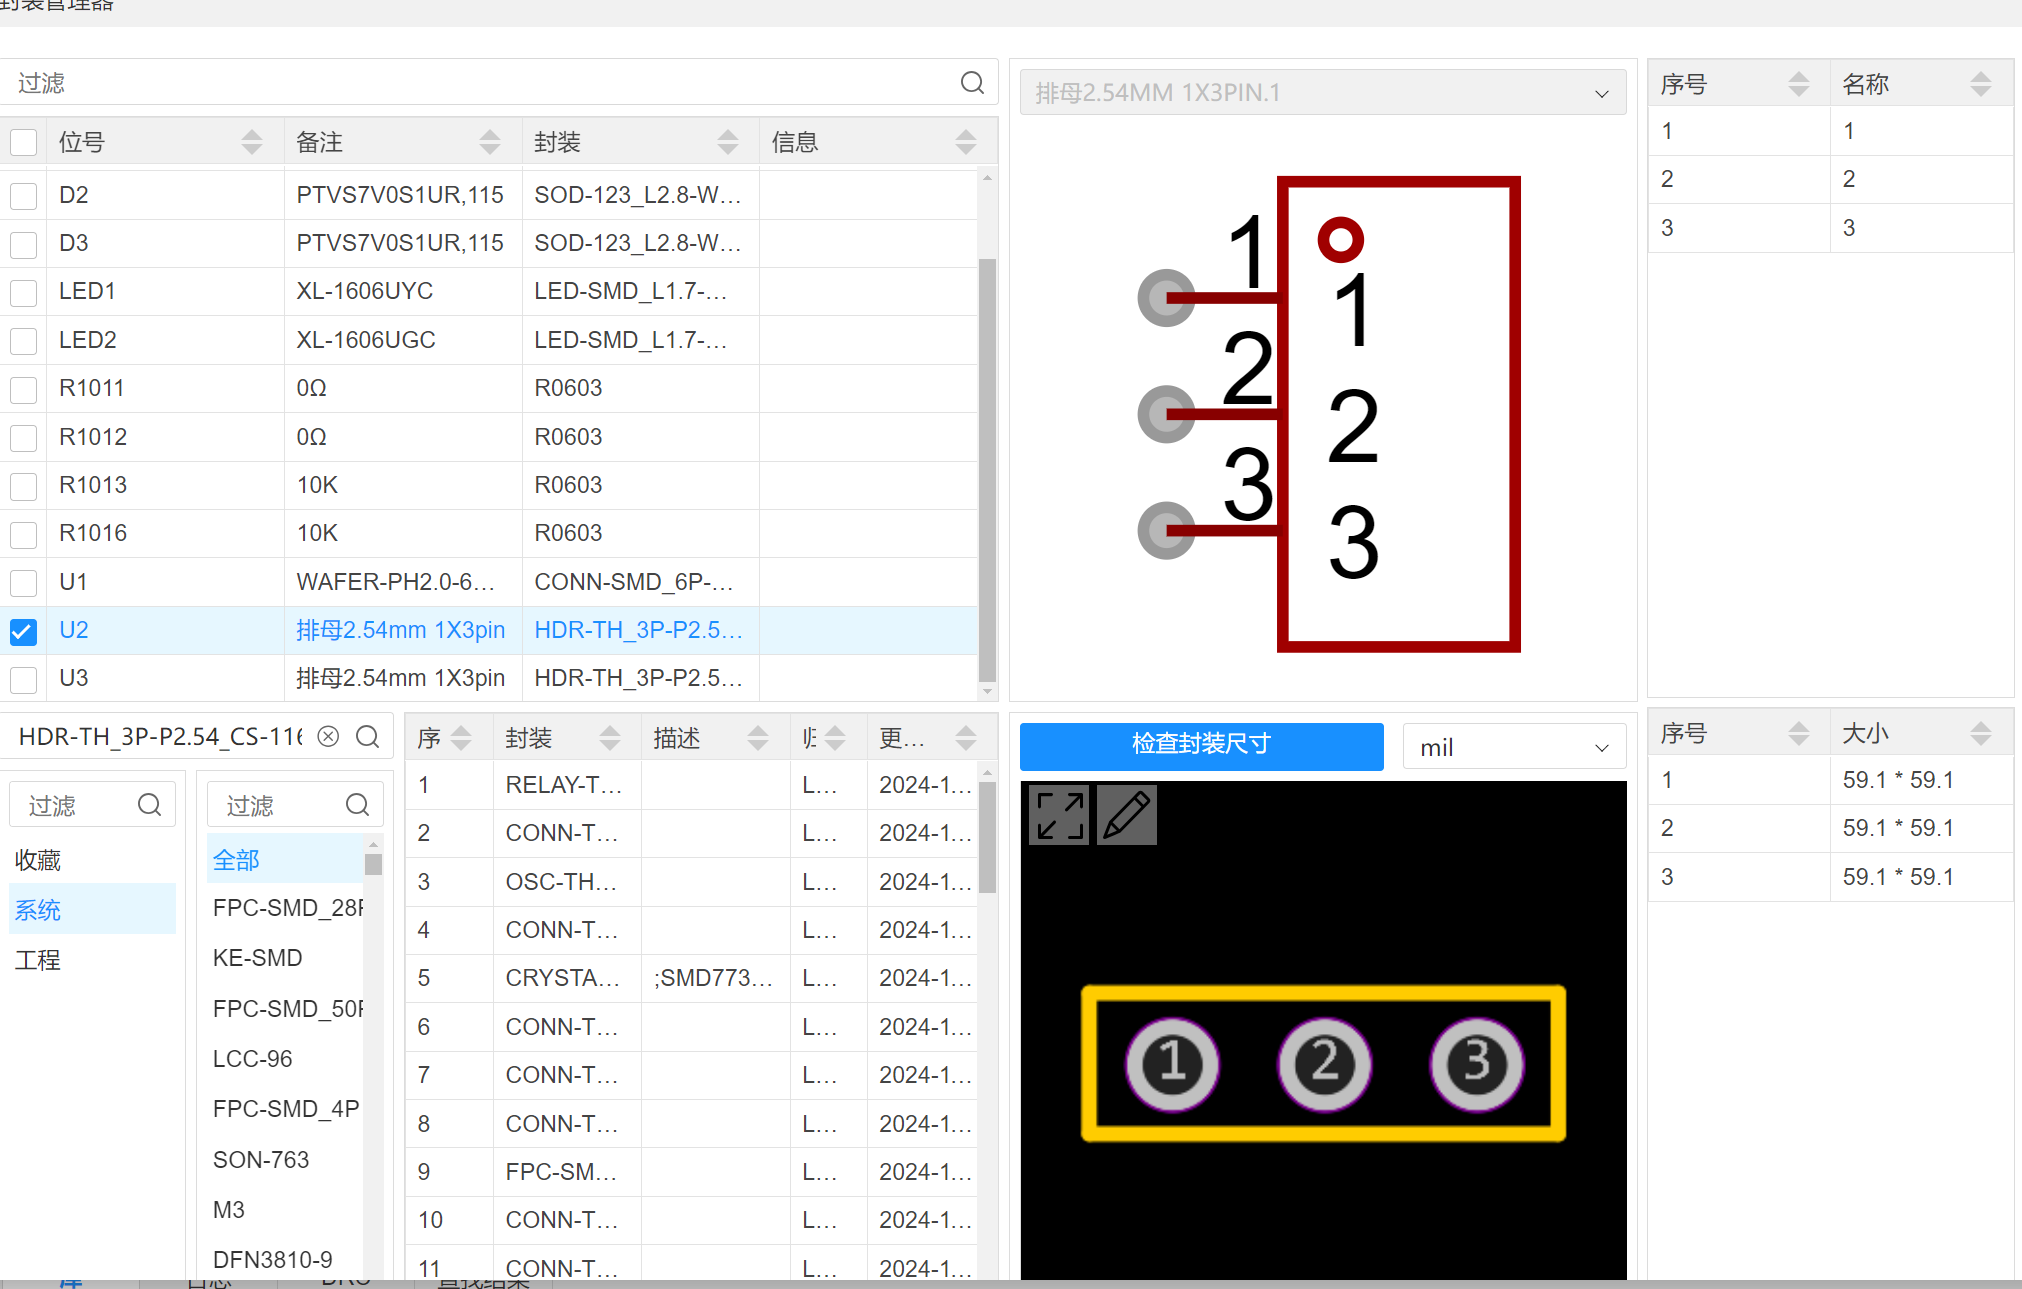 封装管理器
过滤
位号 备注 封装 信息
D2 PTVS7V0S1UR,115 SOD-123_L2.8-W...
D3 PTVS7V0S1UR,115 SOD-123_L2.8-W...
LED1 XL-1606UYC LED-SMD_L1.7-...
LED2 XL-1606UGC LED-SMD_L1.7-...
R1011 0Ω R0603
R1012 0Ω R0603
R1013 10K R0603
R1016 10K R0603
U1 WAFER-PH2.0-6... CONN-SMD_6P-...
U2 排母2.54mm 1X3pin HDR-TH_3P-P2.5...
U3 排母2.54mm 1X3pin HDR-TH_3P-P2.5...
排母2.54MM 1X3PIN.1
1
1
2
2
3
3
序号 名称
1 1
2 2
3 3
HDR-TH_3P-P2.54_CS-116
过滤
收藏
系统
工程
过滤
全部
FPC-SMD_28P
KE-SMD
FPC-SMD_50P
LCC-96
FPC-SMD_4P
SON-763
M3
DFN3810-9
序 封装 描述 更...
1 RELAY-T... L... 2024-1...
2 CONN-T... L... 2024-1...
3 OSC-TH... L... 2024-1...
4 CONN-T... L... 2024-1...
5 CRYSTA... ;SMD773... L... 2024-1...
6 CONN-T... L... 2024-1...
7 CONN-T... L... 2024-1...
8 CONN-T... L... 2024-1...
9 FPC-SM... L... 2024-1...
10 CONN-T... L... 2024-1...
11 CONN-T... L... 2024-1...
检查封装尺寸 mil
1 2 3
序号 大小
1 59.1 * 59.1
2 59.1 * 59.1
3 59.1 * 59.1
库 日志 DRC 查找结果